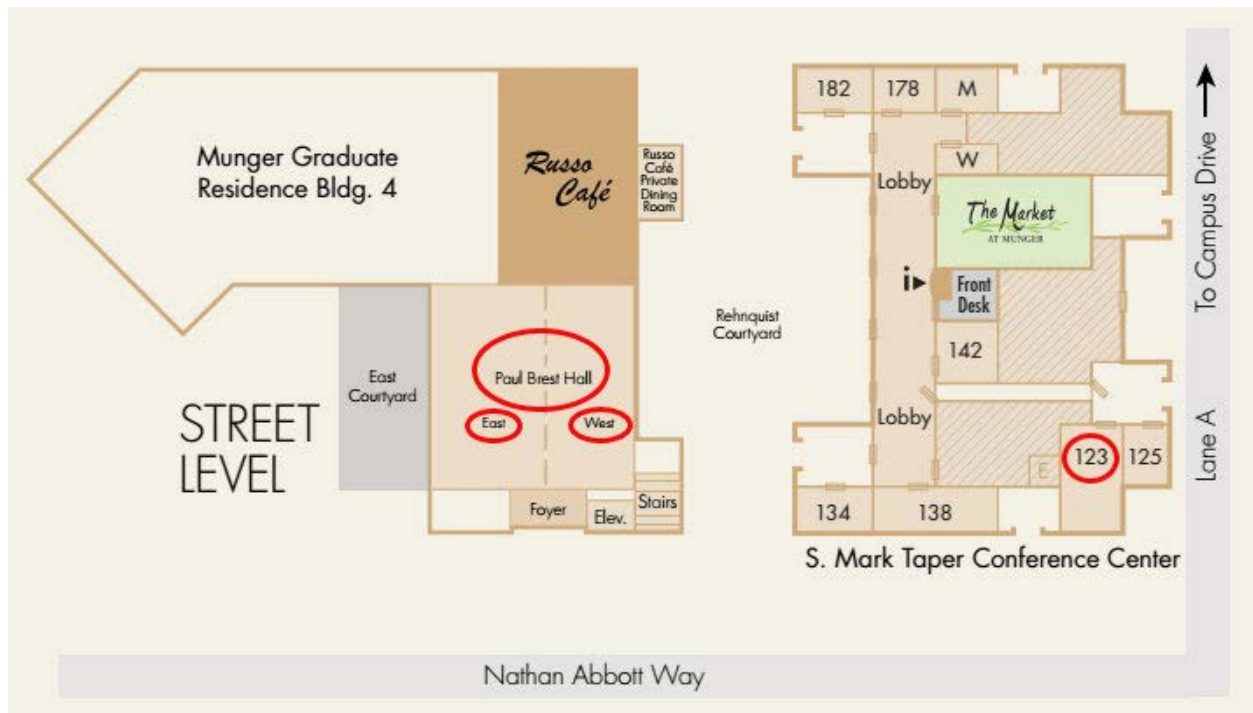 Munger Graduate
Residence Bldg. 4
Russo
Café
Russo
Café
Private
Dining
Room
East
Courtyard
Paul Brest Hall
East
West
STREET
LEVEL
Foyer
Elev.
Stairs
Rehnquist
Courtyard
182
178
M
W
Lobby
The Market
AT MUNGER
i
Front
Desk
142
Lobby
E
123
125
134
138
S. Mark Taper Conference Center
To Campus Drive
Lane A
Nathan Abbott Way